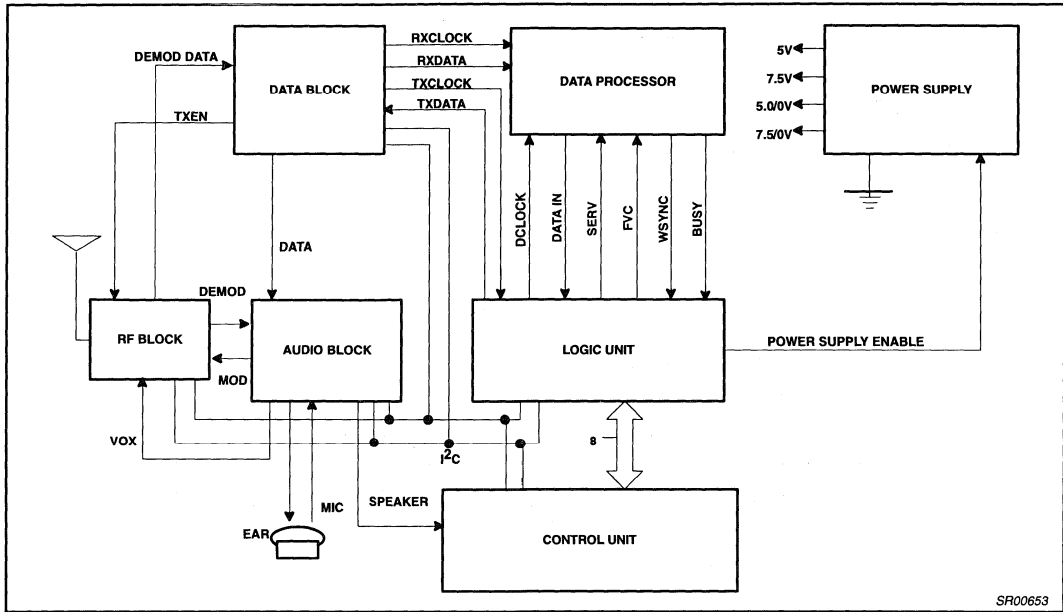 RXCLOCK
5V
DEMOD DATA
RXDATA
DATA BLOCK
DATA PROCESSOR
7.5V
POWER SUPPLY
TXCLOCK
TXDATA
5.0/0V
TXEN
7.5/0V
DCLOCK
DATA IN
SERV
FVC
WSYNC
BUSY
DATA
DEMOD
RF BLOCK
AUDIO BLOCK
LOGIC UNIT
POWER SUPPLY ENABLE
MOD
VOX
8
I²C
SPEAKER
MIC
EAR
CONTROL UNIT
SR00653